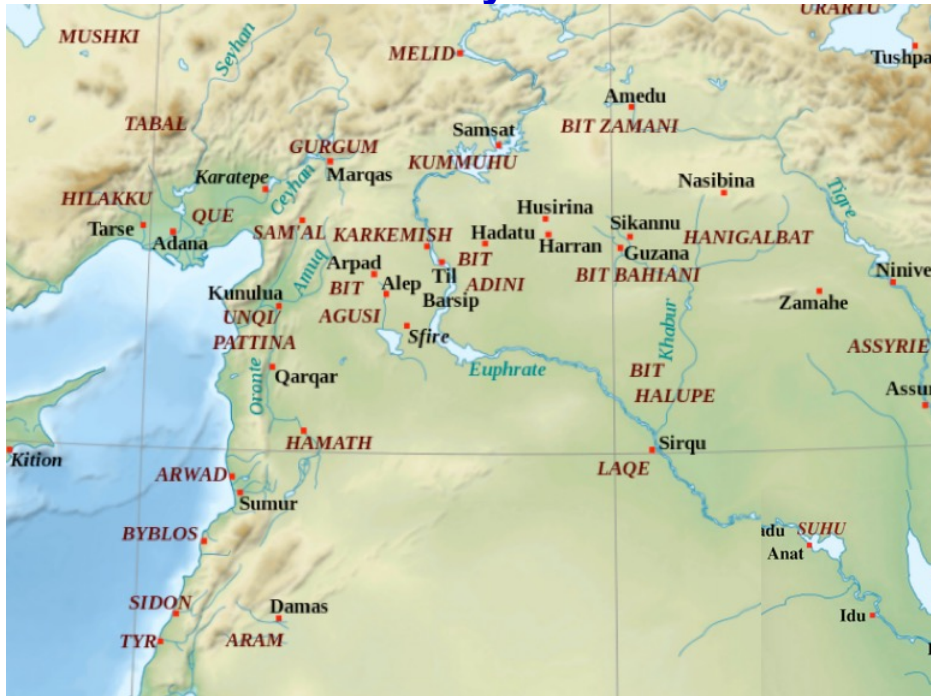 URARTU
MUSHKI
Seyhan
MELID
Tushpa
Amedu
TABAL
Samsat
BIT ZAMANI
GURGUM
KUMMUHU
Karatepe
Marqas
Nasibina
Ceyhan
Tigre
HILAKKU
Husirina
QUE
Sikannu
Tarse
SAM'AL
KARKEMISH
Hadatu
HANIGALBAT
Adana
Harran
Guzana
Arpad
BIT
Amuq
Til
BIT BAHIANI
Ninive
Kunulua
BIT
Alep
ADINI
Barsip
Zamahe
UNQI/
AGUSI
Sfire
Khabur
PATTINA
ASSYRIE
Qarqar
Oronte
Euphrate
BIT
HALUPE
Assur
HAMATH
Sirqu
Kition
LAQE
ARWAD
Sumur
BYBLOS
SUHU
Anat
SIDON
Damas
Idu
TYR
ARAM